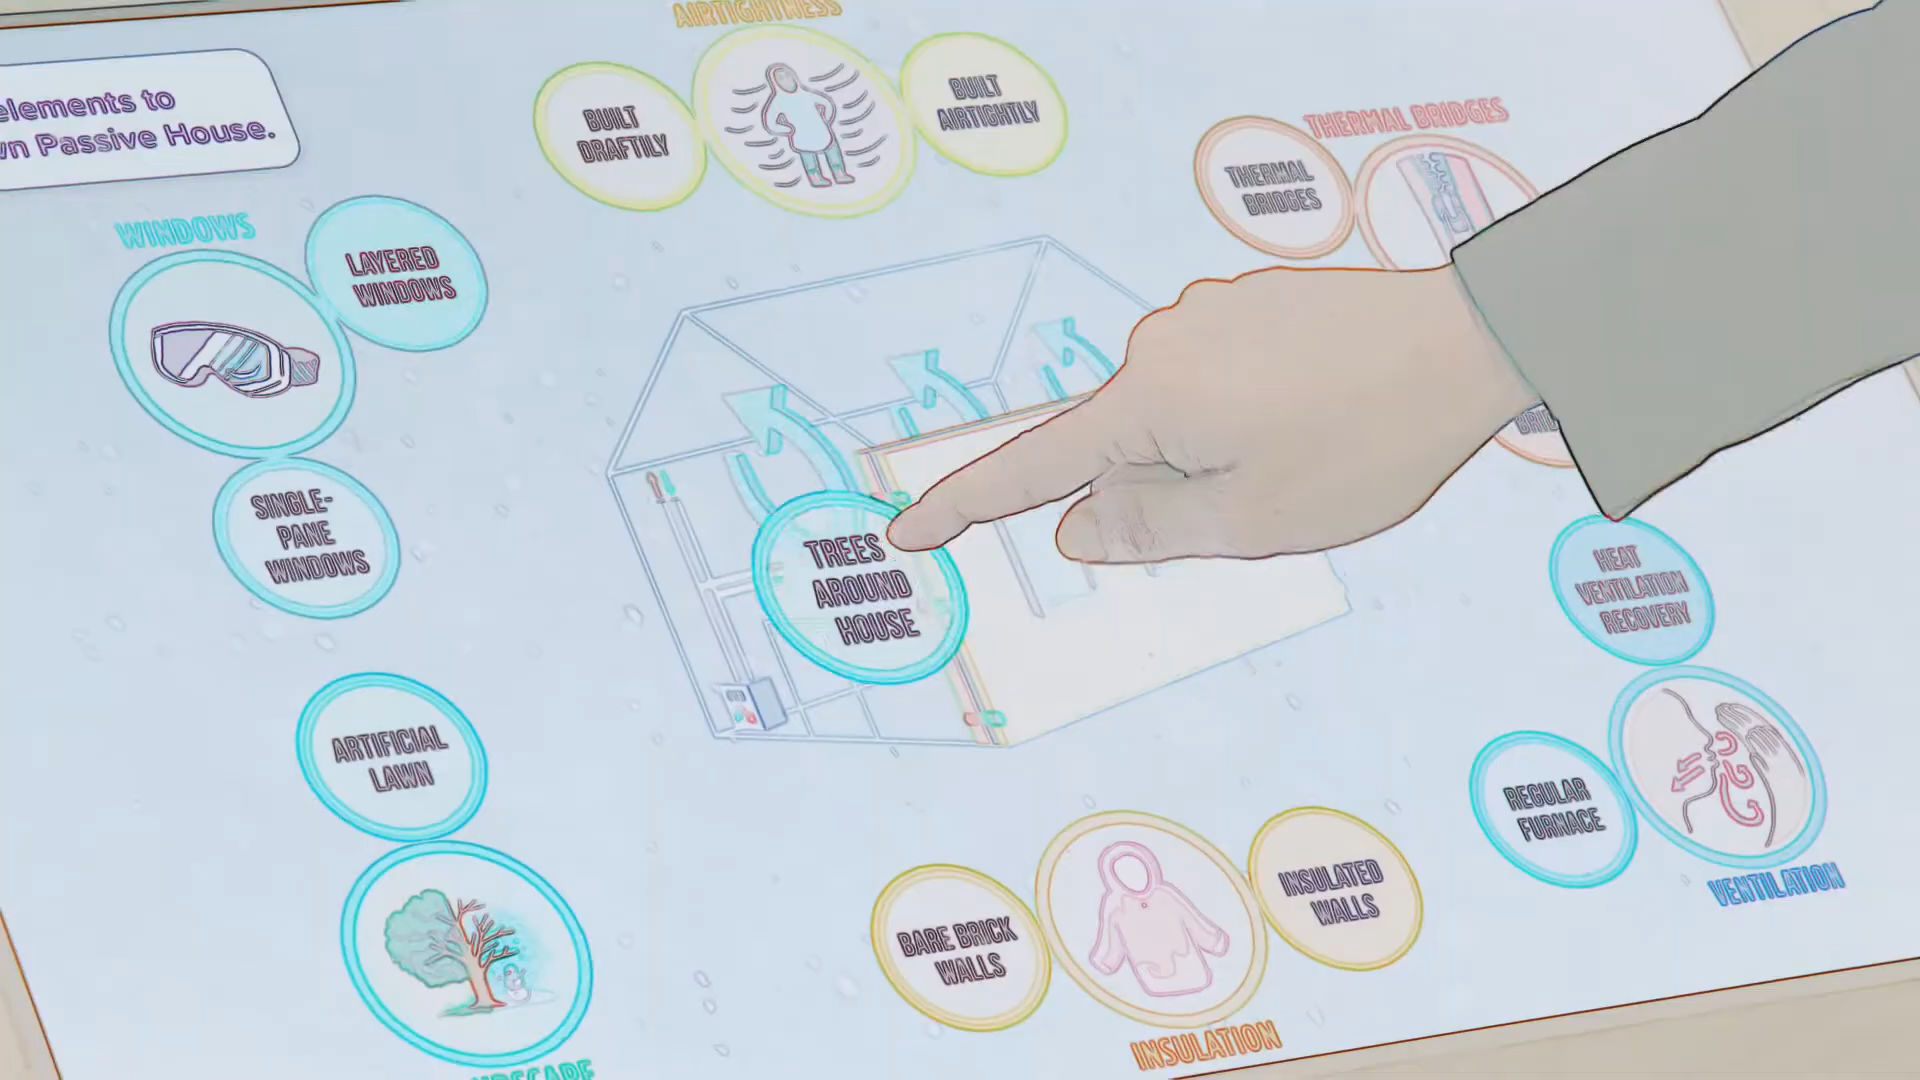 AIRTIGHTNESS
elements to
wn Passive House.
BUILT
DRAFTILY
BUILT
AIRTIGHTLY
THERMAL BRIDGES
THERMAL
BRIDGES
WINDOWS
LAYERED
WINDOWS
SINGLE-
PANE
WINDOWS
TREES
AROUND
HOUSE
HEAT
VENTILATION
RECOVERY
ARTIFICIAL
LAWN
REGULAR
FURNACE
VENTILATION
BARE BRICK
WALLS
INSULATED
WALLS
INSULATION